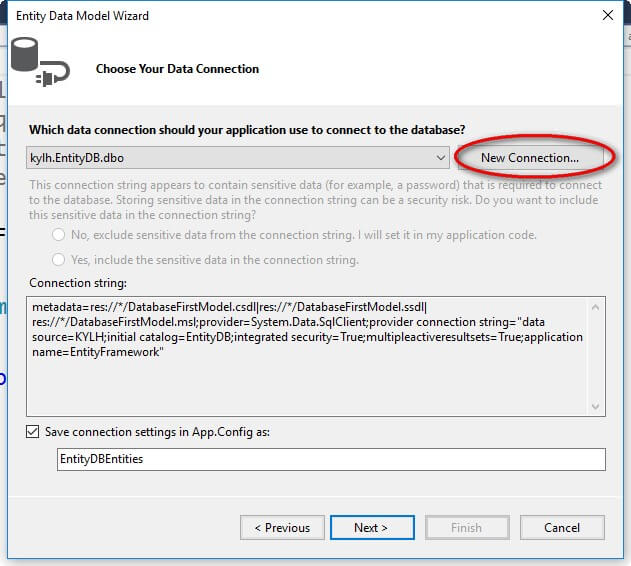 Entity Data Model Wizard
Choose Your Data Connection
Which data connection should your application use to connect to the database?
kylh.EntityDB.dbo
New Connection...
This connection string appears to contain sensitive data (for example, a password) that is required to connect
to the database. Storing sensitive data in the connection string can be a security risk. Do you want to include
this sensitive data in the connection string?
No, exclude sensitive data from the connection string. I will set it in my application code.
Yes, include the sensitive data in the connection string.
Connection string:
metadata=res://*/DatabaseFirstModel.csdl|res://*/DatabaseFirstModel.ssdl|
res://*/DatabaseFirstModel.msl;provider=System.Data.SqlClient;provider connection string="data
source=KYLH;initial catalog=EntityDB;integrated security=True;multipleactiveresultsets=True;application
name=EntityFramework"
Save connection settings in App.Config as:
EntityDBEntities
< Previous
Next >
Finish
Cancel